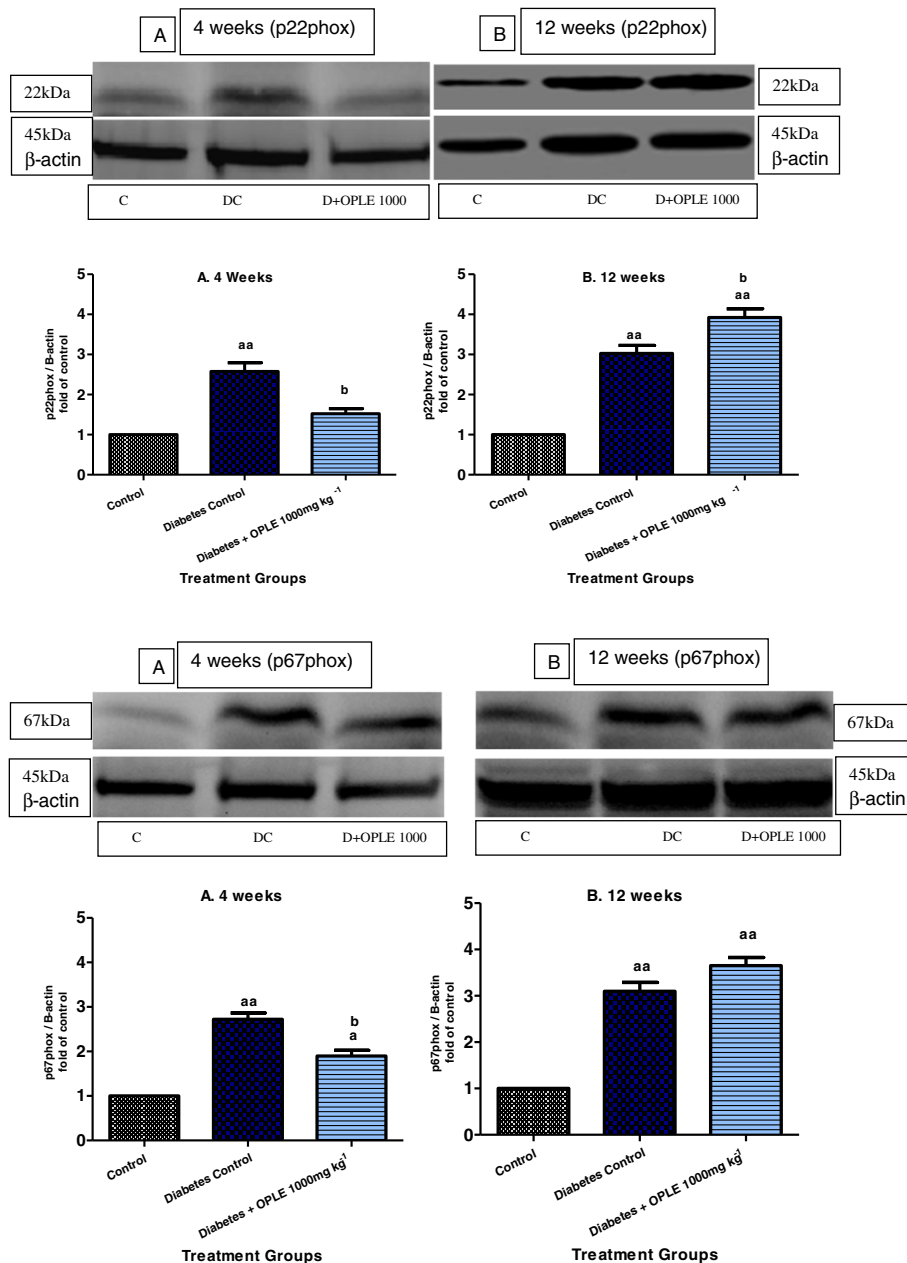 A
4 weeks (p22phox)
B
12 weeks (p22phox)
22kDa
22kDa
45kDa
β-actin
45kDa
β-actin
C DC D+OPLE 1000
C DC D+OPLE 1000
A. 4 Weeks
p22phox / B-actin
fold of control
5
4
3
2
1
0
aa
b
Control
Diabetes Control
Diabetes + OPLE 1000mg kg -1
Treatment Groups
B. 12 weeks
p22phox / B-actin
fold of control
5
4
3
2
1
0
aa
b
aa
Control
Diabetes Control
Diabetes + OPLE 1000mg kg -1
Treatment Groups
A
4 weeks (p67phox)
B
12 weeks (p67phox)
67kDa
67kDa
45kDa
β-actin
45kDa
β-actin
C DC D+OPLE 1000
C DC D+OPLE 1000
A. 4 weeks
p67phox / B-actin
fold of control
5
4
3
2
1
0
aa
b
a
Control
Diabetes Control
Diabetes + OPLE 1000mg kg-1
Treatment Groups
B. 12 weeks
p67phox / B-actin
fold of control
5
4
3
2
1
0
aa
aa
Control
Diabetes Control
Diabetes + OPLE 1000mg kg-1
Treatment Groups